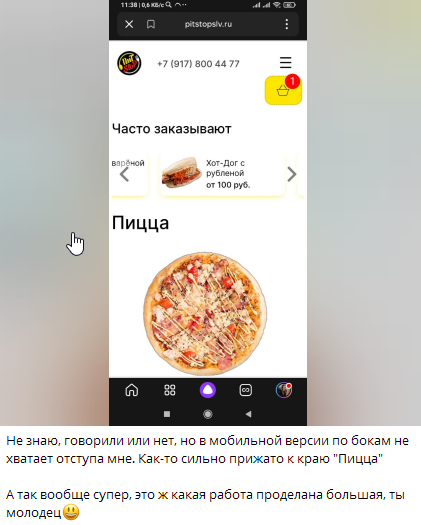 11:38 | 0,6 Кб/с
pitstopslv.ru
+7 (917) 800 44 77
1
Часто заказывают
варёной
Хот-Дог с
рубленой
от 100 руб.
Пицца
Не знаю, говорили или нет, но в мобильной версии по бокам не
хватает отступа мне. Как-то сильно прижато к краю "Пицца"
А так вообще супер, это ж какая работа проделана большая, ты
молодец😃